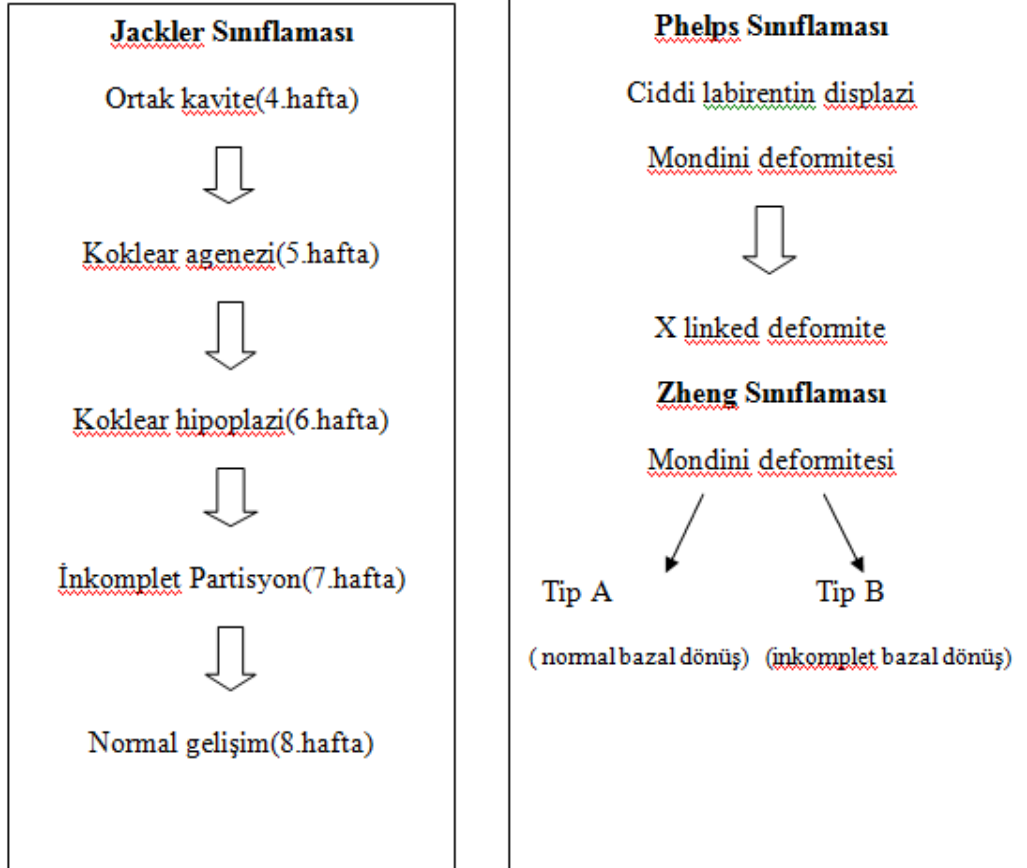 Jackler Sınıflaması
Ortak kavite(4.hafta)
Koklear agenezi(5.hafta)
Koklear hipoplazi(6.hafta)
İnkomplet Partisyon(7.hafta)
Normal gelişim(8.hafta)
Phelps Sınıflaması
Ciddi labirentin displazi
Mondini deformitesi
X linked deformite
Zheng Sınıflaması
Mondini deformitesi
Tip A Tip B
( normal bazal dönüş) (inkomplet bazal dönüş)